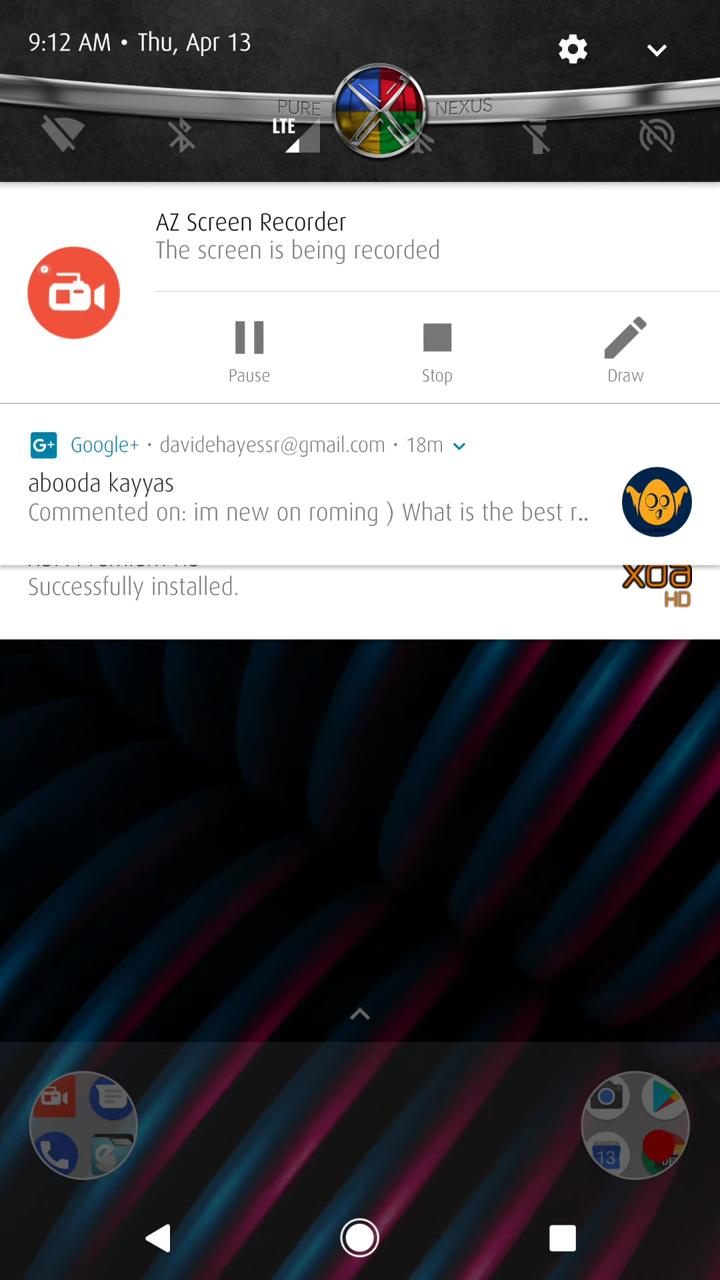 9:12 AM • Thu, Apr 13
PURE NEXUS
LTE
AZ Screen Recorder
The screen is being recorded
Pause Stop Draw
G+ Google+ • davidehayessr@gmail.com • 18m
abooda kayyas
Commented on: im new on roming ) What is the best r..
Successfully installed.
xda
HD
13